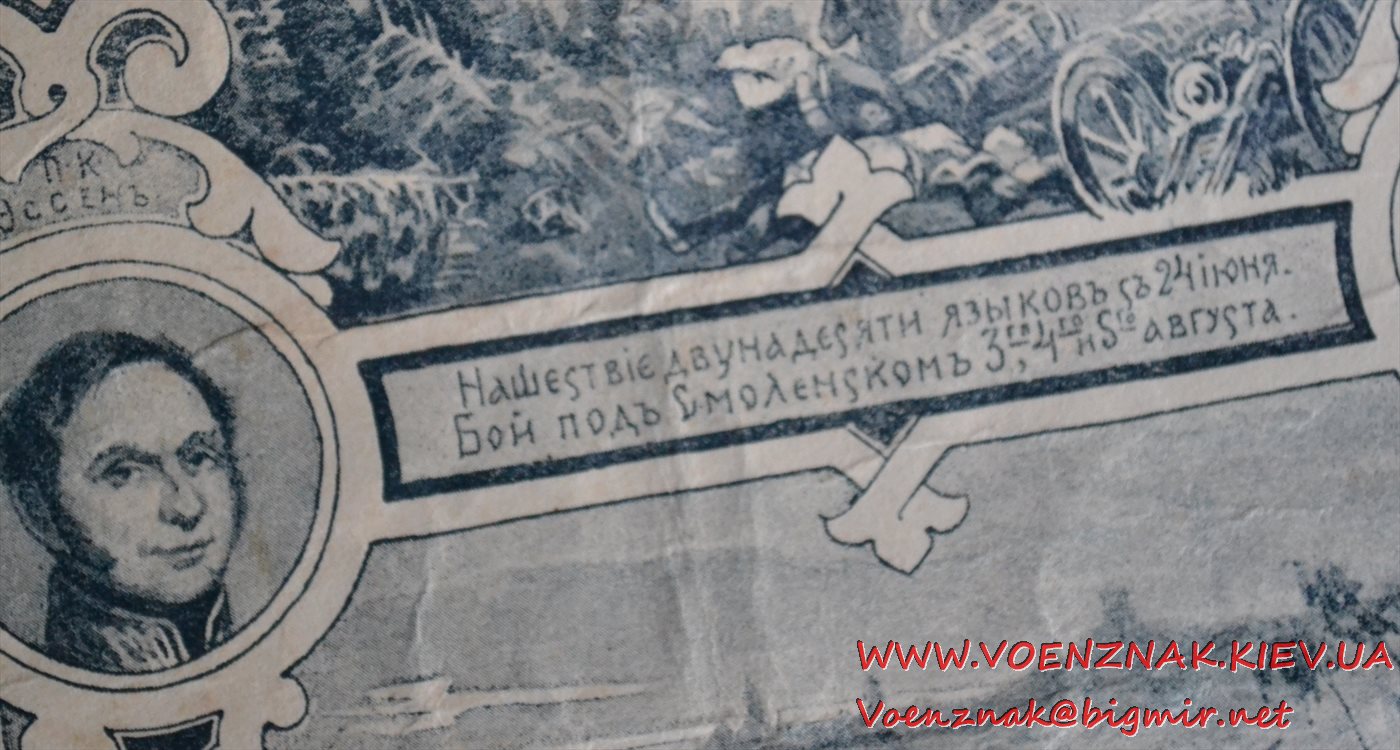 П·К
ЭССЕНЪ
Нашествіе двунадесяти языковъ съ 24 іюня.
Бой подъ Смоленскомъ 3го, 4го и 5го августа.
WWW.VOENZNAK.KIEV.UA
Voenznak@bigmir.net